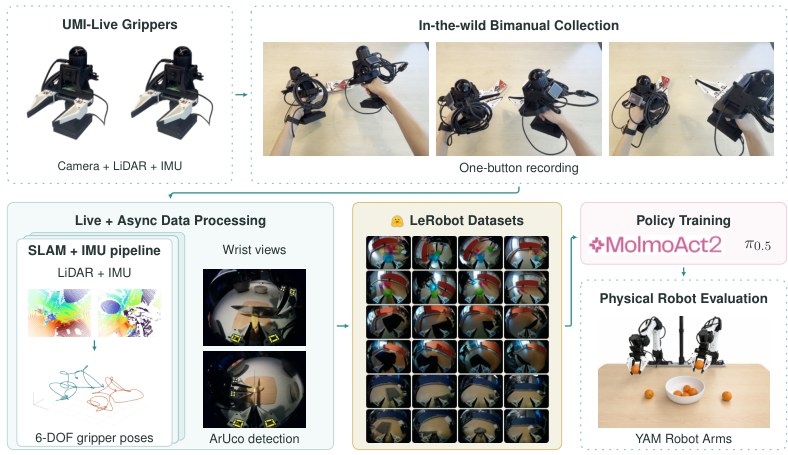 UMI-Live Grippers
Camera + LiDAR + IMU
In-the-wild Bimanual Collection
One-button recording
Live + Async Data Processing
SLAM + IMU pipeline
LiDAR + IMU
6-DOF gripper poses
Wrist views
ArUco detection
LeRobot Datasets
Policy Training
MolmoAct2 π0.5
Physical Robot Evaluation
YAM Robot Arms